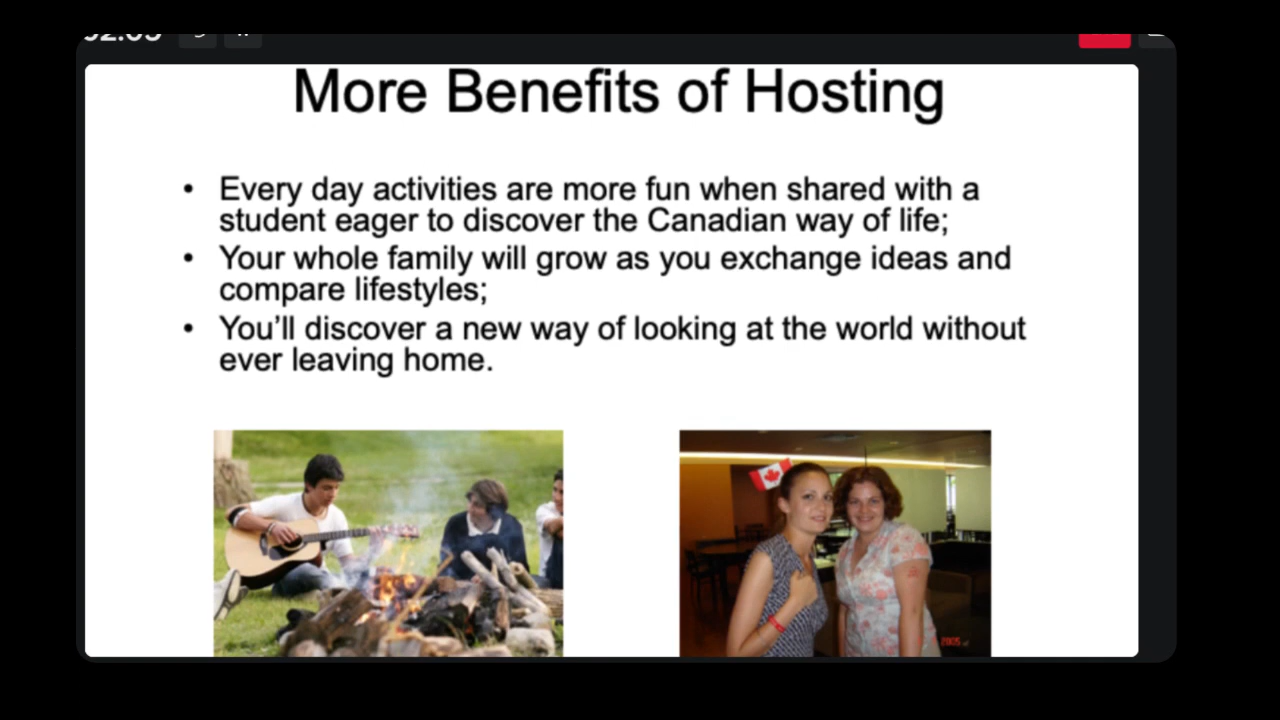 More Benefits of Hosting
• Every day activities are more fun when shared with a
student eager to discover the Canadian way of life;
• Your whole family will grow as you exchange ideas and
compare lifestyles;
• You'll discover a new way of looking at the world without
ever leaving home.
2005